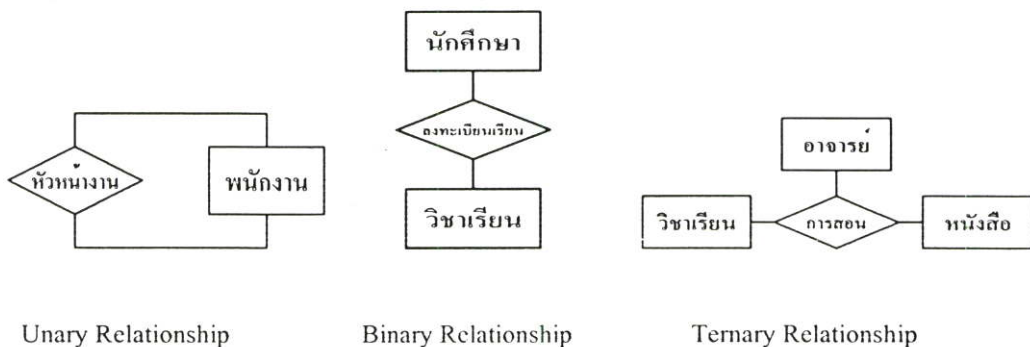 หัวหน้างาน
พนักงาน
นักศึกษา
ลงทะเบียนเรียน
วิชาเรียน
อาจารย์
วิชาเรียน
การสอน
หนังสือ
Unary Relationship
Binary Relationship
Ternary Relationship